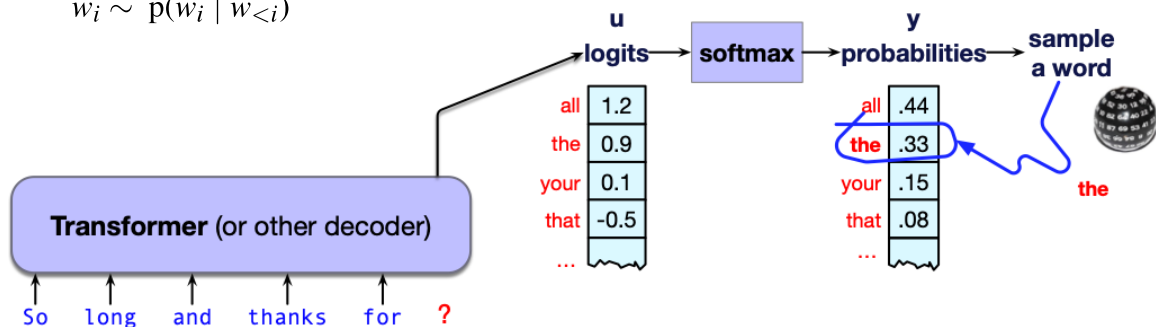 wᵢ ∼ p(wᵢ | w<ᵢ)
u
logits
softmax
y
probabilities
sample
a word
all 1.2
the 0.9
your 0.1
that -0.5
...
all .44
the .33
your .15
that .08
...
the
Transformer (or other decoder)
So long and thanks for ?